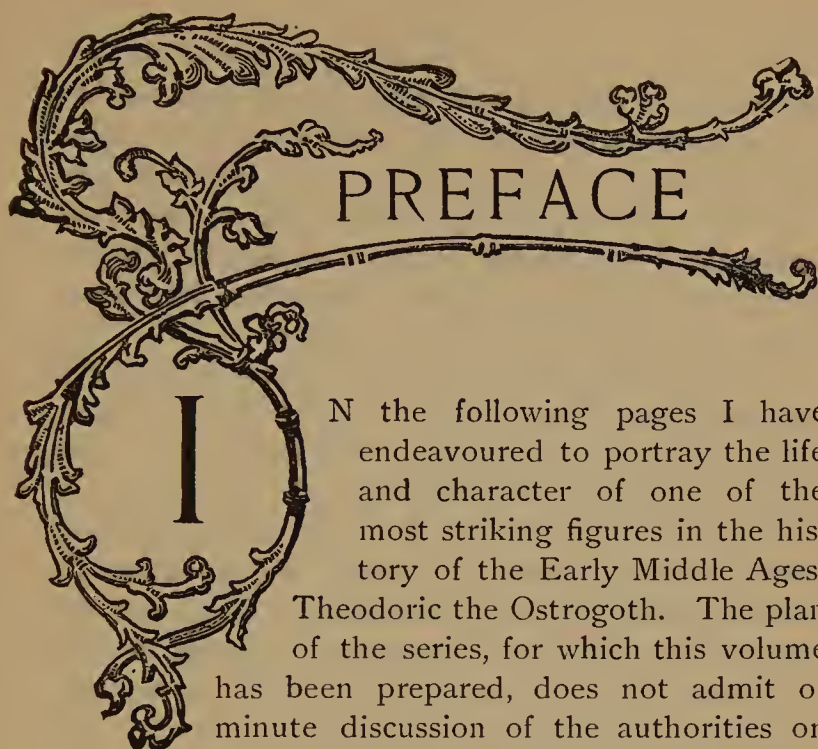 PREFACE
IN the following pages I have
endeavoured to portray the life
and character of one of the
most striking figures in the his
tory of the Early Middle Ages
Theodoric the Ostrogoth. The plan
of the series, for which this volume
has been prepared, does not admit o
minute discussion of the authorities on